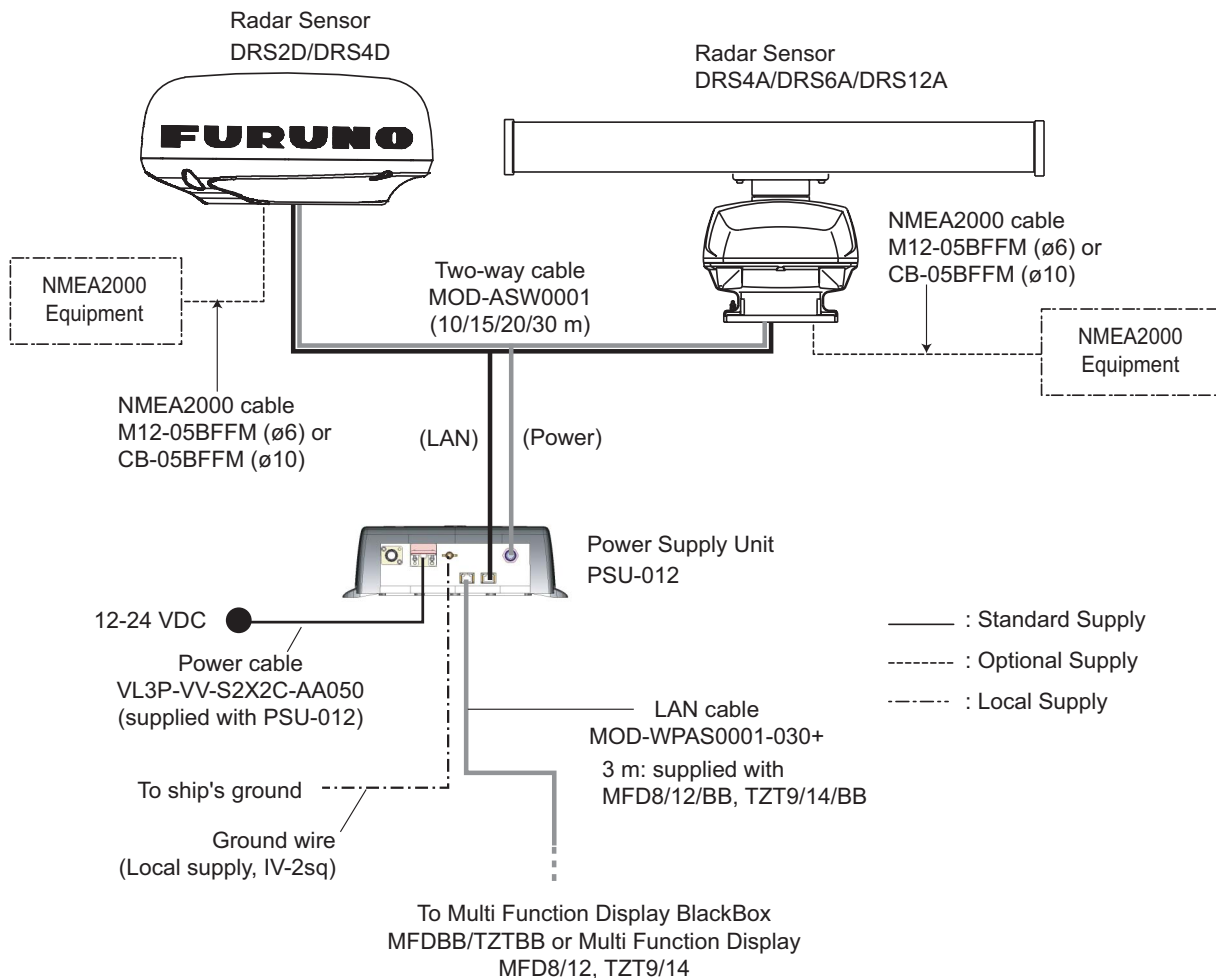 Radar Sensor
DRS2D/DRS4D
Radar Sensor
DRS4A/DRS6A/DRS12A
FURUNO
NMEA2000
Equipment
Two-way cable
MOD-ASW0001
(10/15/20/30 m)
NMEA2000 cable
M12-05BFFM (ø6) or
CB-05BFFM (ø10)
NMEA2000
Equipment
NMEA2000 cable
M12-05BFFM (ø6) or
CB-05BFFM (ø10)
(LAN)
(Power)
Power Supply Unit
PSU-012
12-24 VDC
Power cable
VL3P-VV-S2X2C-AA050
(supplied with PSU-012)
: Standard Supply
: Optional Supply
: Local Supply
LAN cable
MOD-WPAS0001-030+
3 m: supplied with
MFD8/12/BB, TZT9/14/BB
To ship's ground
Ground wire
(Local supply, IV-2sq)
To Multi Function Display BlackBox
MFDBB/TZTBB or Multi Function Display
MFD8/12, TZT9/14